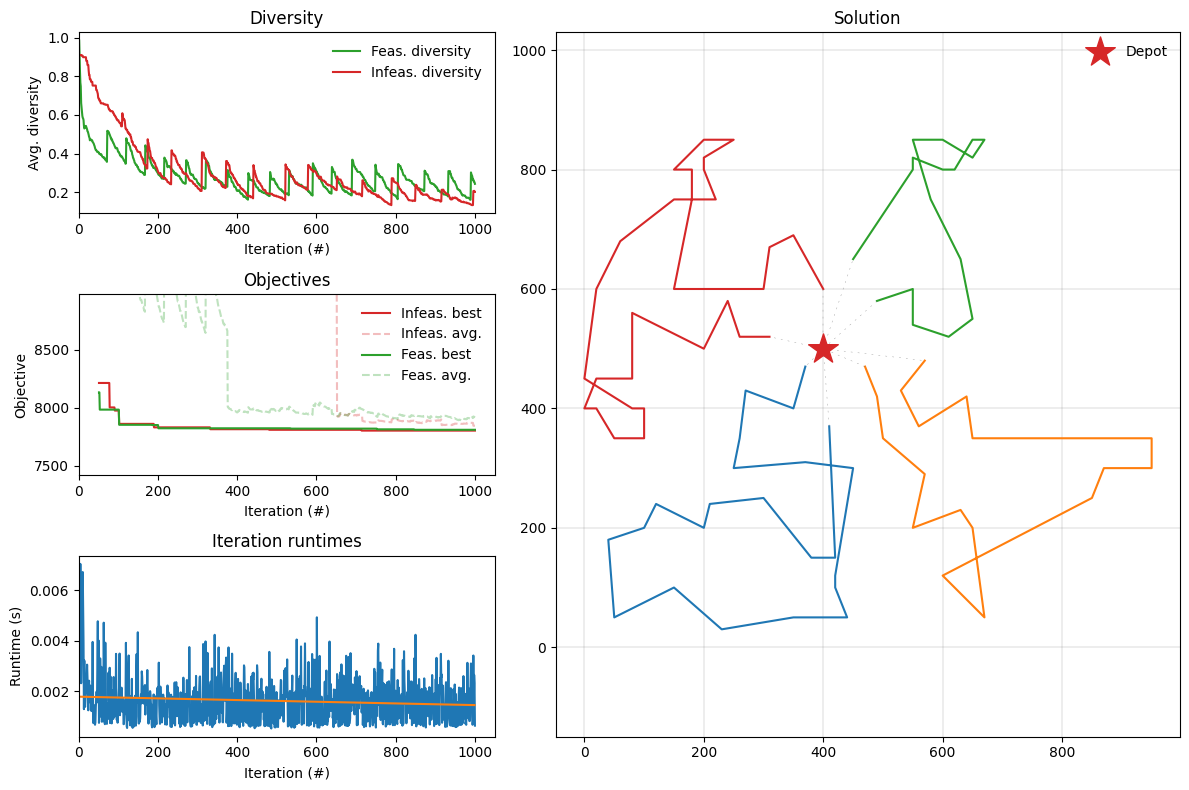 Diversity
1.0
0.8
0.6
0.4
0.2
Avg. diversity
Feas. diversity
Infeas. diversity
0 200 400 600 800 1000
Iteration (#)
Objectives
8500
8000
7500
Objective
Infeas. best
Infeas. avg.
Feas. best
Feas. avg.
0 200 400 600 800 1000
Iteration (#)
Iteration runtimes
0.006
0.004
0.002
Runtime (s)
0 200 400 600 800 1000
Iteration (#)
Solution
Depot
1000
800
600
400
200
0
0 200 400 600 800